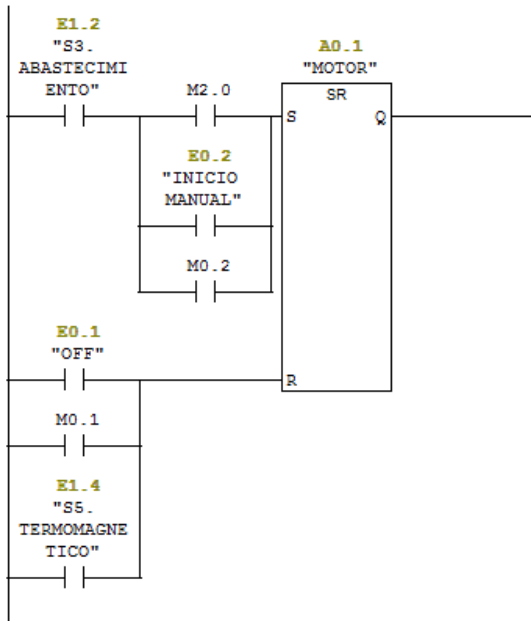 E1.2
"S3.
ABASTECIMI
ENTO"
M2.0
E0.2
"INICIO
MANUAL"
M0.2
A0.1
"MOTOR"
SR
S
Q
E0.1
"OFF"
R
M0.1
E1.4
"S5.
TERMOMAGNE
TICO"